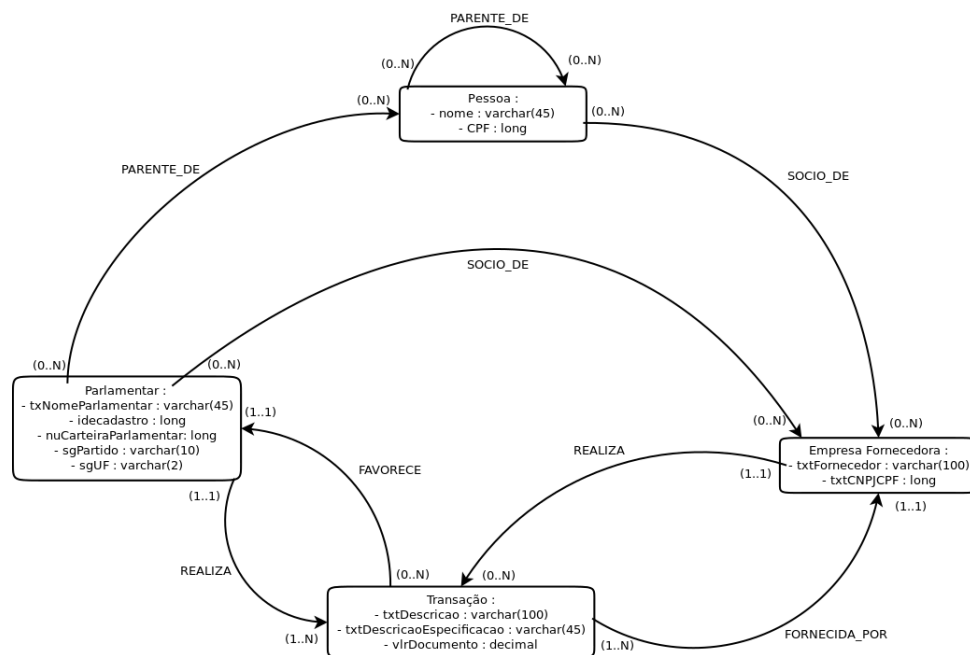 PARENTE_DE
(0..N)
(0..N)
(0..N)
(0..N)
Pessoa :
- nome : varchar(45)
- CPF : long
PARENTE_DE
SOCIO_DE
SOCIO_DE
(0..N)
(0..N)
Parlamentar :
- txNomeParlamentar : varchar(45)
- idecadastro : long
- nuCarteiraParlamentar: long
- sgPartido : varchar(10)
- sgUF : varchar(2)
(1..1)
(0..N)
(0..N)
Empresa Fornecedora :
- txtFornecedor : varchar(100)
- txtCNPJCPF : long
REALIZA
FAVORECE
(1..1)
(1..1)
(1..1)
REALIZA
(0..N)
(0..N)
Transação :
- txtDescricao : varchar(100)
- txtDescricaoEspecificacao : varchar(45)
- vlrDocumento : decimal
(1..N)
(1..N)
FORNECIDA_POR